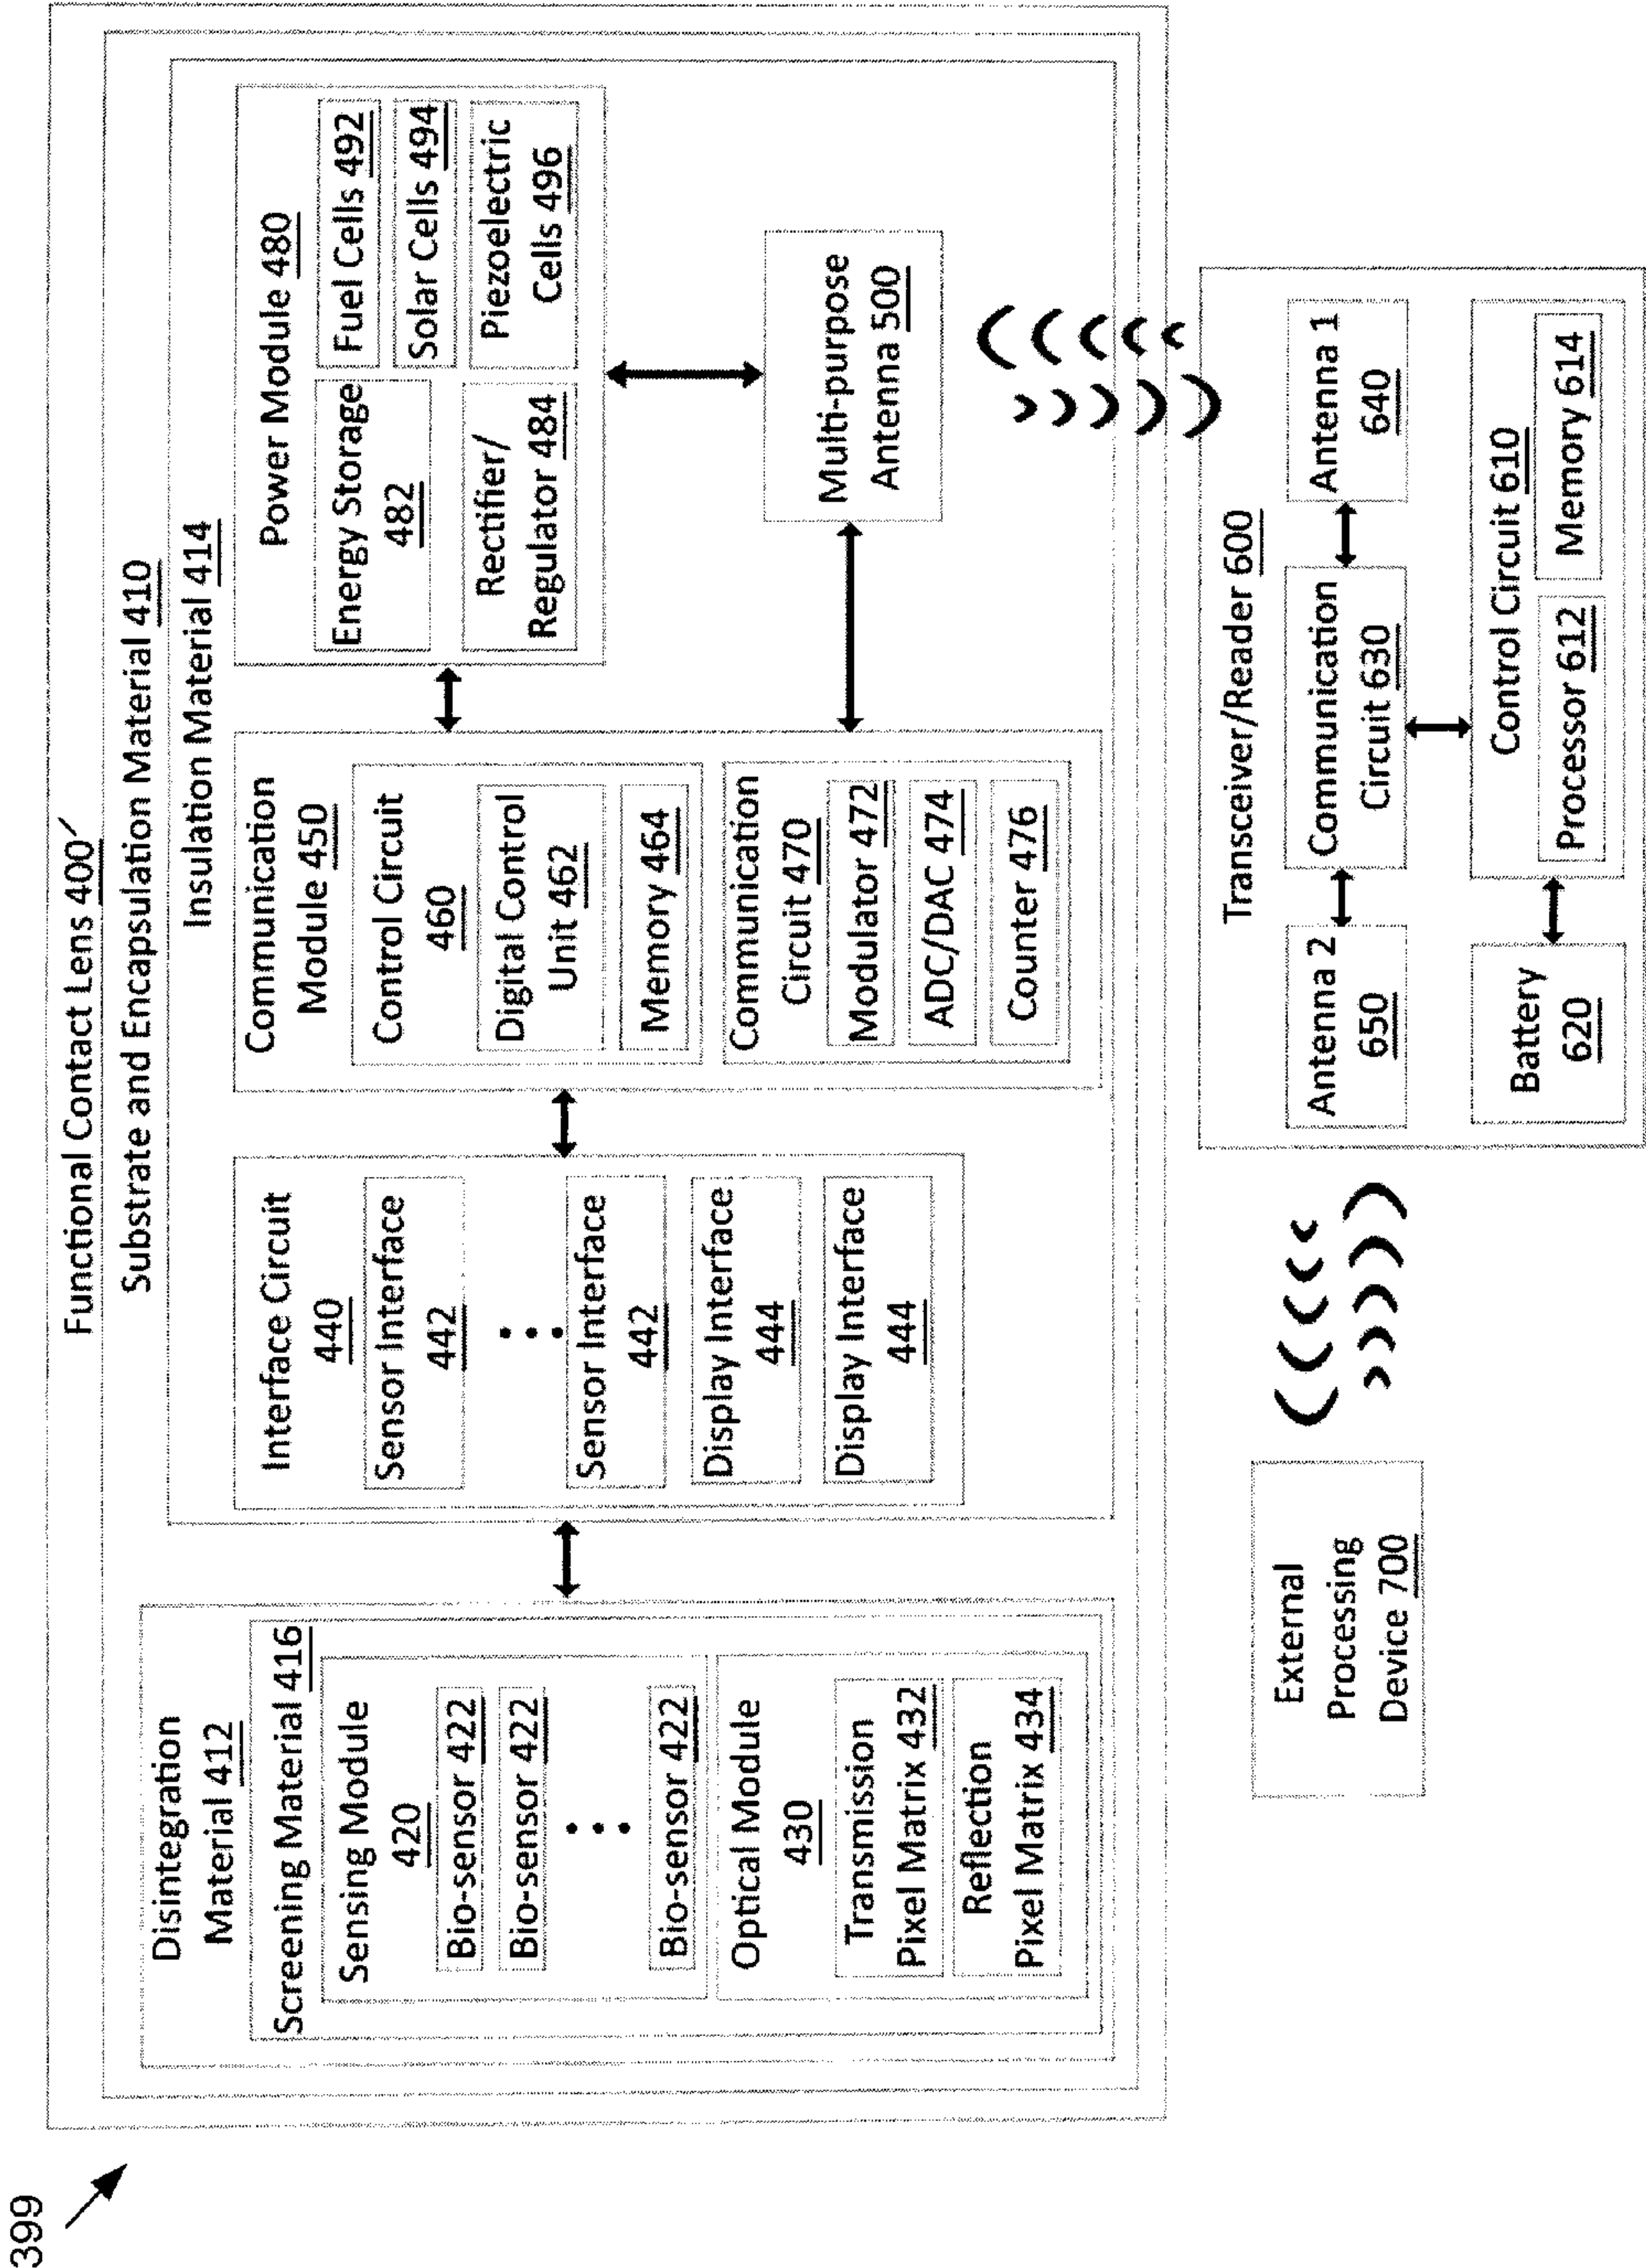 399
Functional Contact Lens 400′
Substrate and Encapsulation Material 410
Disintegration
Material 412
Screening Material 416
Sensing Module
420
Bio-sensor 422
Bio-sensor 422
Bio-sensor 422
Optical Module
430
Transmission
Pixel Matrix 432
Reflection
Pixel Matrix 434
Insulation Material 414
Interface Circuit
440
Sensor Interface
442
Sensor Interface
442
Display Interface
444
Display Interface
444
Communication
Module 450
Control Circuit
460
Digital Control
Unit 462
Memory 464
Communication
Circuit 470
Modulator 472
ADC/DAC 474
Counter 476
Power Module 480
Energy Storage
482
Rectifier/
Regulator 484
Fuel Cells 492
Solar Cells 494
Piezoelectric
Cells 496
Multi-purpose
Antenna 500
External
Processing
Device 700
Transceiver/Reader 600
Antenna 2
650
Communication
Circuit 630
Antenna 1
640
Battery
620
Control Circuit 610
Processor 612
Memory 614